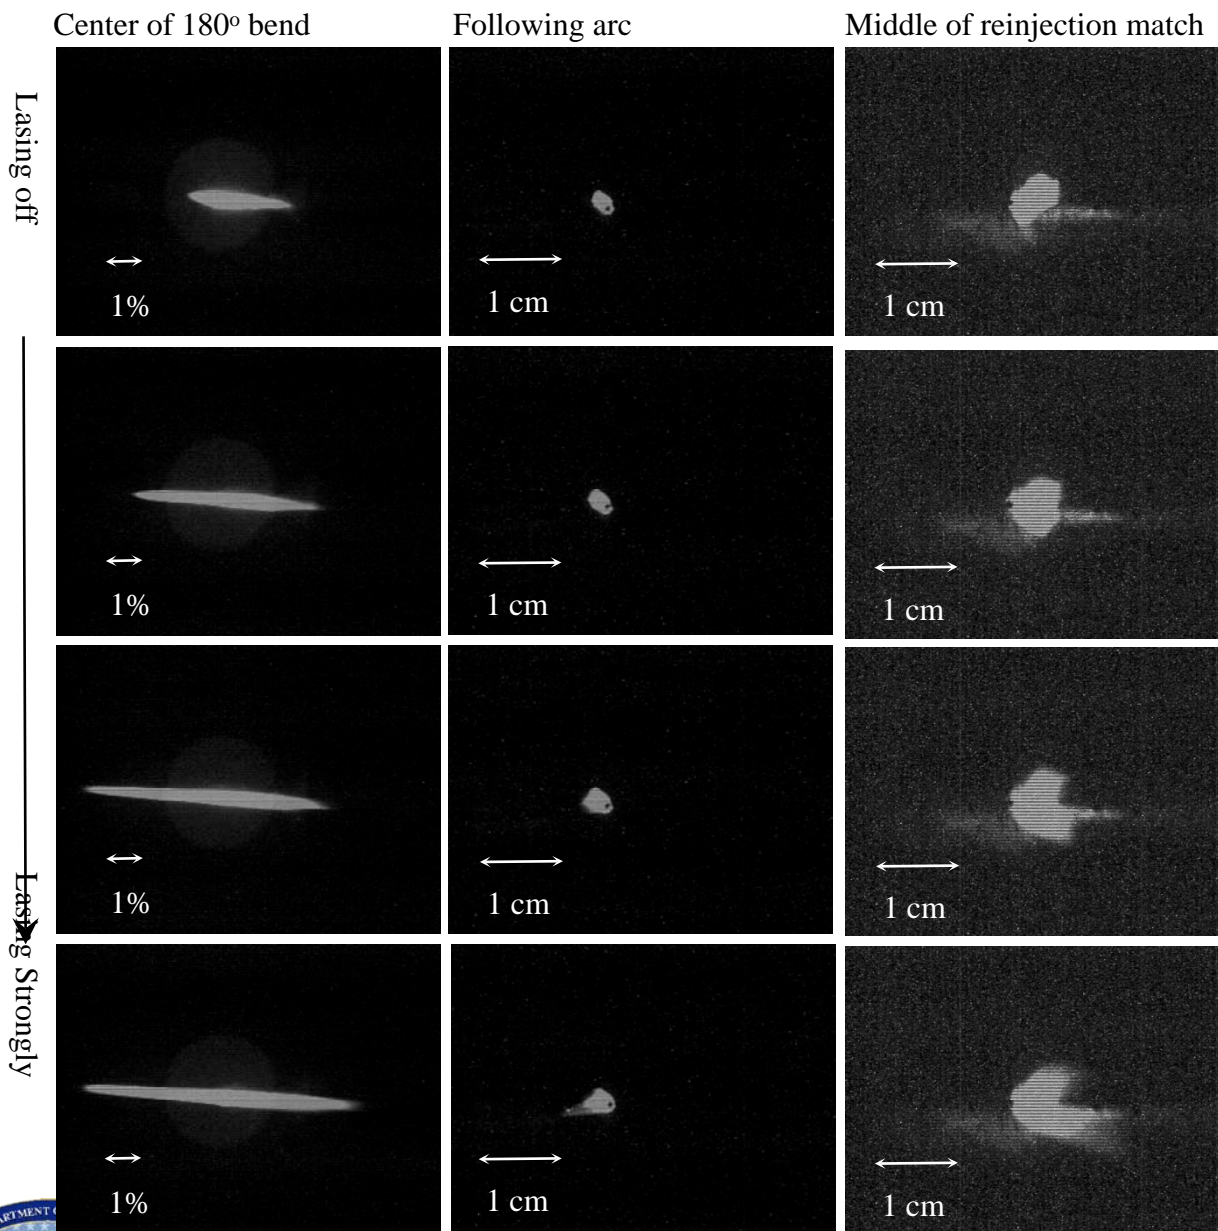 Center of 180º bend
Following arc
Middle of reinjection match
Lasing off
1%
1 cm
1 cm
1%
1 cm
1 cm
1%
1 cm
1 cm
Lasing Strongly
1%
1 cm
1 cm